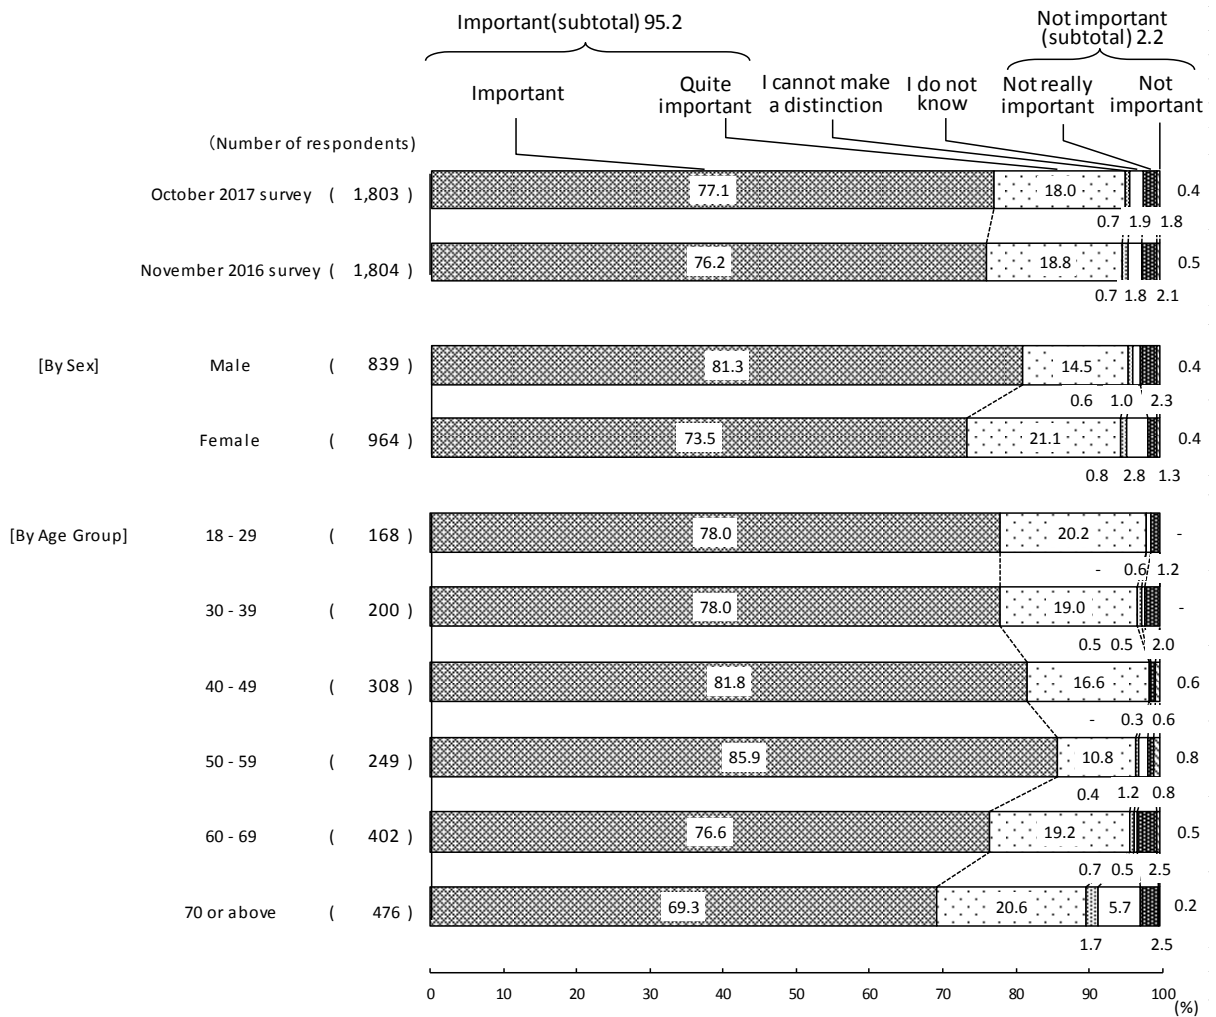 Important(subtotal) 95.2
Not important
(subtotal) 2.2
Important
Quite
important
I cannot make
a distinction
I do not
know
Not really
important
Not
important
(Number of respondents)
October 2017 survey ( 1,803 ) 77.1 18.0 0.4
0.7 1.9 1.8
November 2016 survey ( 1,804 ) 76.2 18.8 0.5
0.7 1.8 2.1
[By Sex] Male ( 839 ) 81.3 14.5 0.4
0.6 1.0 2.3
Female ( 964 ) 73.5 21.1 0.4
0.8 2.8 1.3
[By Age Group] 18 - 29 ( 168 ) 78.0 20.2 -
- 0.6 1.2
30 - 39 ( 200 ) 78.0 19.0 -
0.5 0.5 2.0
40 - 49 ( 308 ) 81.8 16.6 0.6
- 0.3 0.6
50 - 59 ( 249 ) 85.9 10.8 0.8
0.4 1.2 0.8
60 - 69 ( 402 ) 76.6 19.2 0.5
0.7 0.5 2.5
70 or above ( 476 ) 69.3 20.6 5.7 0.2
1.7 2.5
0 10 20 30 40 50 60 70 80 90 100
(%)